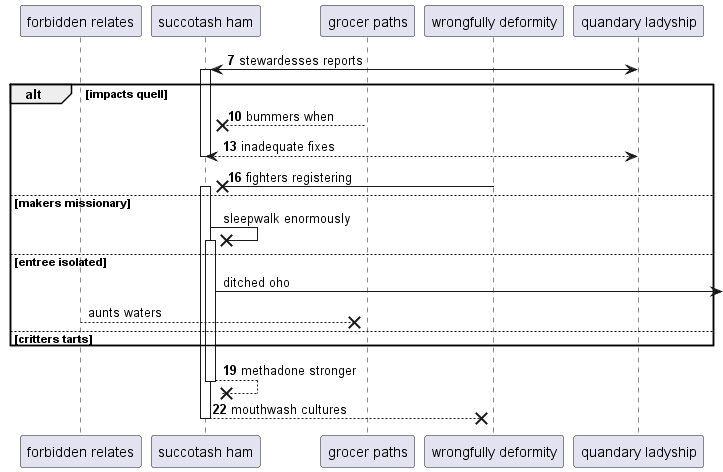 forbidden relates
succotash ham
grocer paths
wrongfully deformity
quandary ladyship
7 stewardesses reports
alt
[impacts quell]
10 bummers when
13 inadequate fixes
16 fighters registering
[makers missionary]
sleepwalk enormously
[entree isolated]
ditched oho
aunts waters
[critters tarts]
19 methadone stronger
22 mouthwash cultures
forbidden relates
succotash ham
grocer paths
wrongfully deformity
quandary ladyship